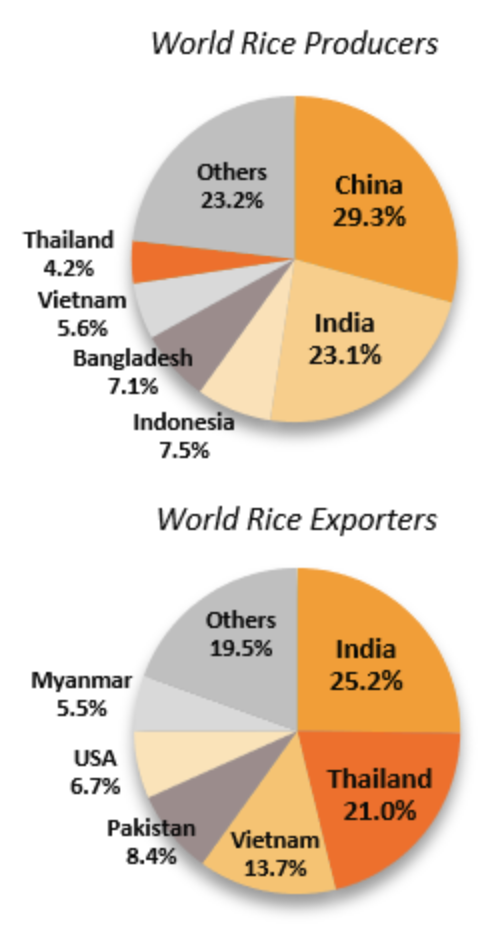 World Rice Producers
Others
23.2%
China
29.3%
Thailand
4.2%
Vietnam
5.6%
India
23.1%
Bangladesh
7.1%
Indonesia
7.5%
World Rice Exporters
Others
19.5%
India
25.2%
Myanmar
5.5%
USA
6.7%
Thailand
21.0%
Pakistan
8.4%
Vietnam
13.7%